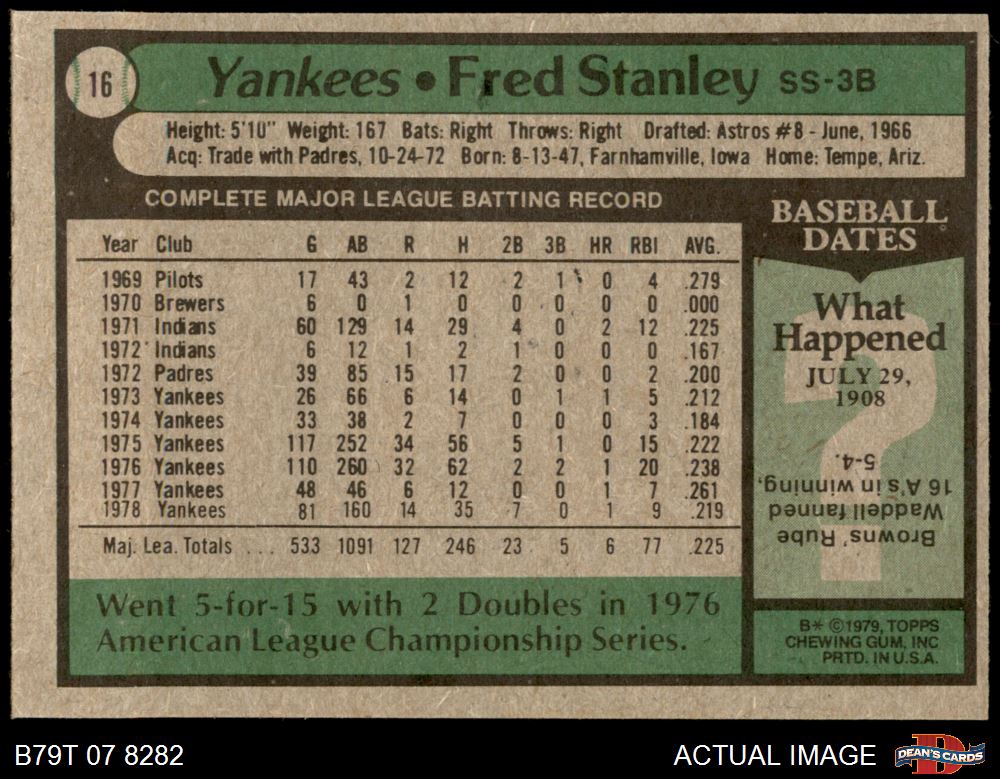 16
Yankees • Fred Stanley SS-3B
Height: 5'10" Weight: 167 Bats: Right Throws: Right Drafted: Astros #8 - June, 1966
Acq: Trade with Padres, 10-24-72 Born: 8-13-47, Farnhamville, Iowa Home: Tempe, Ariz.
COMPLETE MAJOR LEAGUE BATTING RECORD
Year Club G AB R H 2B 3B HR RBI AVG.
1969 Pilots 17 43 2 12 2 1 0 4 .279
1970 Brewers 6 0 1 0 0 0 0 0 .000
1971 Indians 60 129 14 29 4 0 2 12 .225
1972 Indians 6 12 1 2 1 0 0 0 .167
1972 Padres 39 85 15 17 2 0 0 2 .200
1973 Yankees 26 66 6 14 0 1 1 5 .212
1974 Yankees 33 38 2 7 0 0 0 3 .184
1975 Yankees 117 252 34 56 5 1 0 15 .222
1976 Yankees 110 260 32 62 2 2 1 20 .238
1977 Yankees 48 46 6 12 0 0 1 7 .261
1978 Yankees 81 160 14 35 7 0 1 9 .219
Maj. Lea. Totals ... 533 1091 127 246 23 5 6 77 .225
Went 5-for-15 with 2 Doubles in 1976
American League Championship Series.
BASEBALL
DATES
What
Happened
JULY 29,
1908
Browns' Rube
Waddell fanned
16 A's in winning,
5-4.
B* ©1979, TOPPS
CHEWING GUM, INC
PRTD. IN U.S.A.
B79T 07 8282
ACTUAL IMAGE
D
DEAN'S CARDS